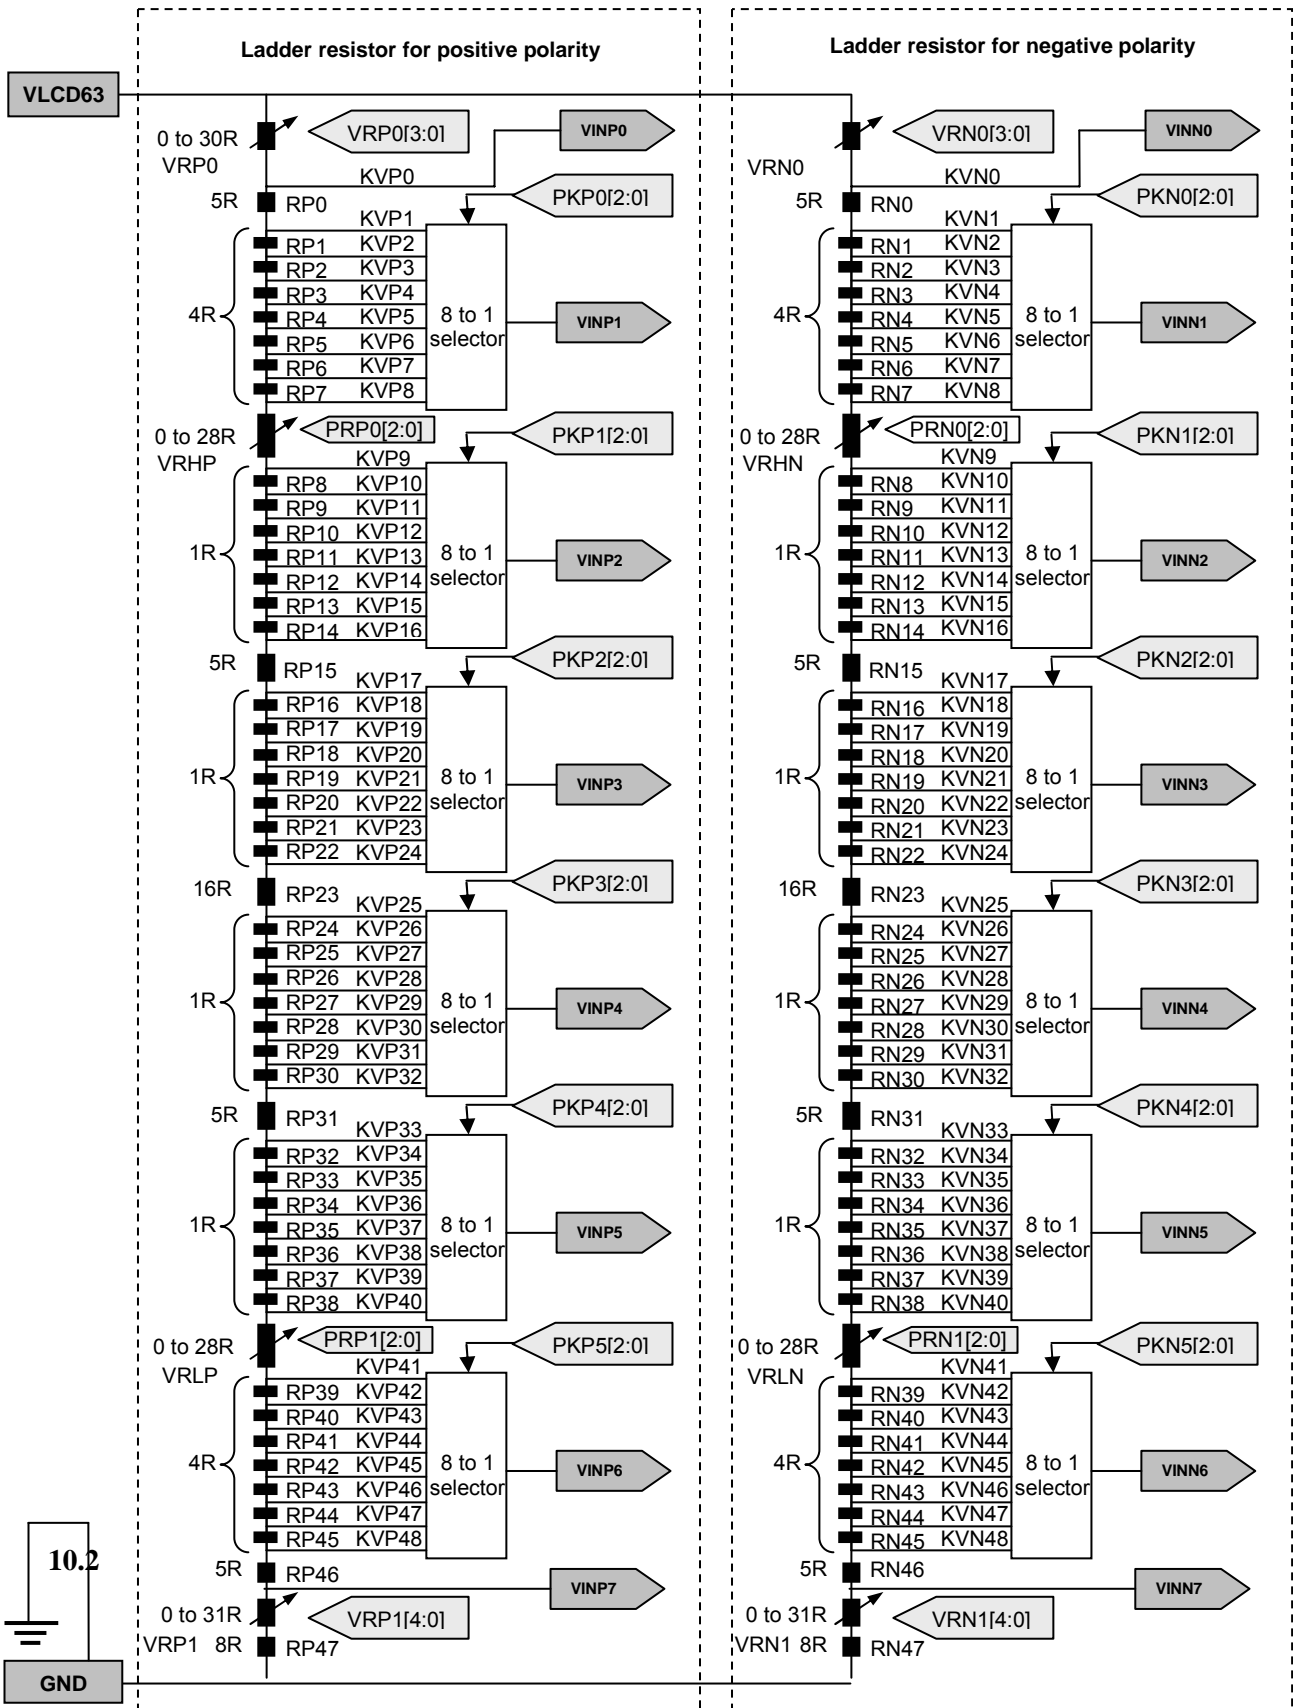 Ladder resistor for positive polarity
Ladder resistor for negative polarity
VLCD63
0 to 30R
VRP0
VRP0[3:0]
VINP0
KVP0
5R
RP0
PKP0[2:0]
KVP1
RP1 KVP2
RP2 KVP3
RP3 KVP4
4R
RP4 KVP5
RP5 KVP6
RP6 KVP7
RP7 KVP8
8 to 1
selector
VINP1
0 to 28R
VRHP
PRP0[2:0]
PKP1[2:0]
KVP9
RP8 KVP10
RP9 KVP11
RP10 KVP12
1R
RP11 KVP13
RP12 KVP14
RP13 KVP15
RP14 KVP16
8 to 1
selector
VINP2
5R
RP15
PKP2[2:0]
KVP17
RP16 KVP18
RP17 KVP19
RP18 KVP20
1R
RP19 KVP21
RP20 KVP22
RP21 KVP23
RP22 KVP24
8 to 1
selector
VINP3
16R
RP23
PKP3[2:0]
KVP25
RP24 KVP26
RP25 KVP27
RP26 KVP28
1R
RP27 KVP29
RP28 KVP30
RP29 KVP31
RP30 KVP32
8 to 1
selector
VINP4
5R
RP31
PKP4[2:0]
KVP33
RP32 KVP34
RP33 KVP35
RP34 KVP36
1R
RP35 KVP37
RP36 KVP38
RP37 KVP39
RP38 KVP40
8 to 1
selector
VINP5
0 to 28R
VRLP
PRP1[2:0]
PKP5[2:0]
KVP41
RP39 KVP42
RP40 KVP43
RP41 KVP44
4R
RP42 KVP45
RP43 KVP46
RP44 KVP47
RP45 KVP48
8 to 1
selector
VINP6
5R
RP46
VINP7
0 to 31R
VRP1
VRP1[4:0]
8R
RP47
10.2
GND
VRN0
VRN0[3:0]
VINN0
KVN0
5R
RN0
PKN0[2:0]
KVN1
RN1 KVN2
RN2 KVN3
RN3 KVN4
4R
RN4 KVN5
RN5 KVN6
RN6 KVN7
RN7 KVN8
8 to 1
selector
VINN1
0 to 28R
VRHN
PRN0[2:0]
PKN1[2:0]
KVN9
RN8 KVN10
RN9 KVN11
RN10 KVN12
1R
RN11 KVN13
RN12 KVN14
RN13 KVN15
RN14 KVN16
8 to 1
selector
VINN2
5R
RN15
PKN2[2:0]
KVN17
RN16 KVN18
RN17 KVN19
RN18 KVN20
1R
RN19 KVN21
RN20 KVN22
RN21 KVN23
RN22 KVN24
8 to 1
selector
VINN3
16R
RN23
PKN3[2:0]
KVN25
RN24 KVN26
RN25 KVN27
RN26 KVN28
1R
RN27 KVN29
RN28 KVN30
RN29 KVN31
RN30 KVN32
8 to 1
selector
VINN4
5R
RN31
PKN4[2:0]
KVN33
RN32 KVN34
RN33 KVN35
RN34 KVN36
1R
RN35 KVN37
RN36 KVN38
RN37 KVN39
RN38 KVN40
8 to 1
selector
VINN5
0 to 28R
VRLN
PRN1[2:0]
PKN5[2:0]
KVN41
RN39 KVN42
RN40 KVN43
RN41 KVN44
4R
RN42 KVN45
RN43 KVN46
RN44 KVN47
RN45 KVN48
8 to 1
selector
VINN6
5R
RN46
VINN7
0 to 31R
VRN1
VRN1[4:0]
8R
RN47